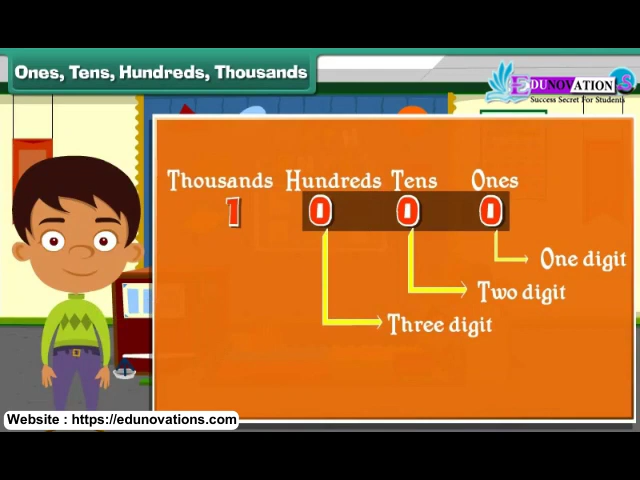 Ones, Tens, Hundreds, Thousands
EDUNOVATIONS
Success Secret For Students
Thousands Hundreds Tens Ones
1 0 0 0
One digit
Two digit
Three digit
Website : https://edunovations.com